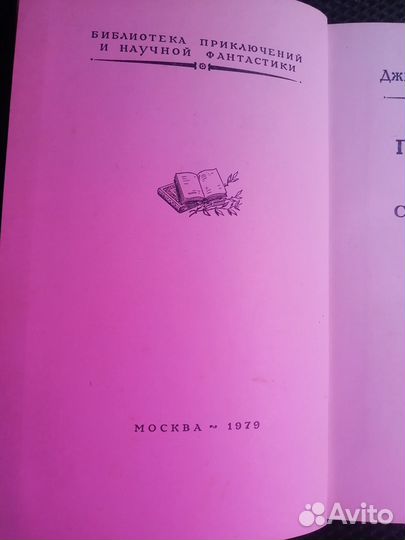 БИБЛИОТЕКА ПРИКЛЮЧЕНИЙ
И НАУЧНОЙ ФАНТАСТИКИ
МОСКВА ~ 1979
Avito